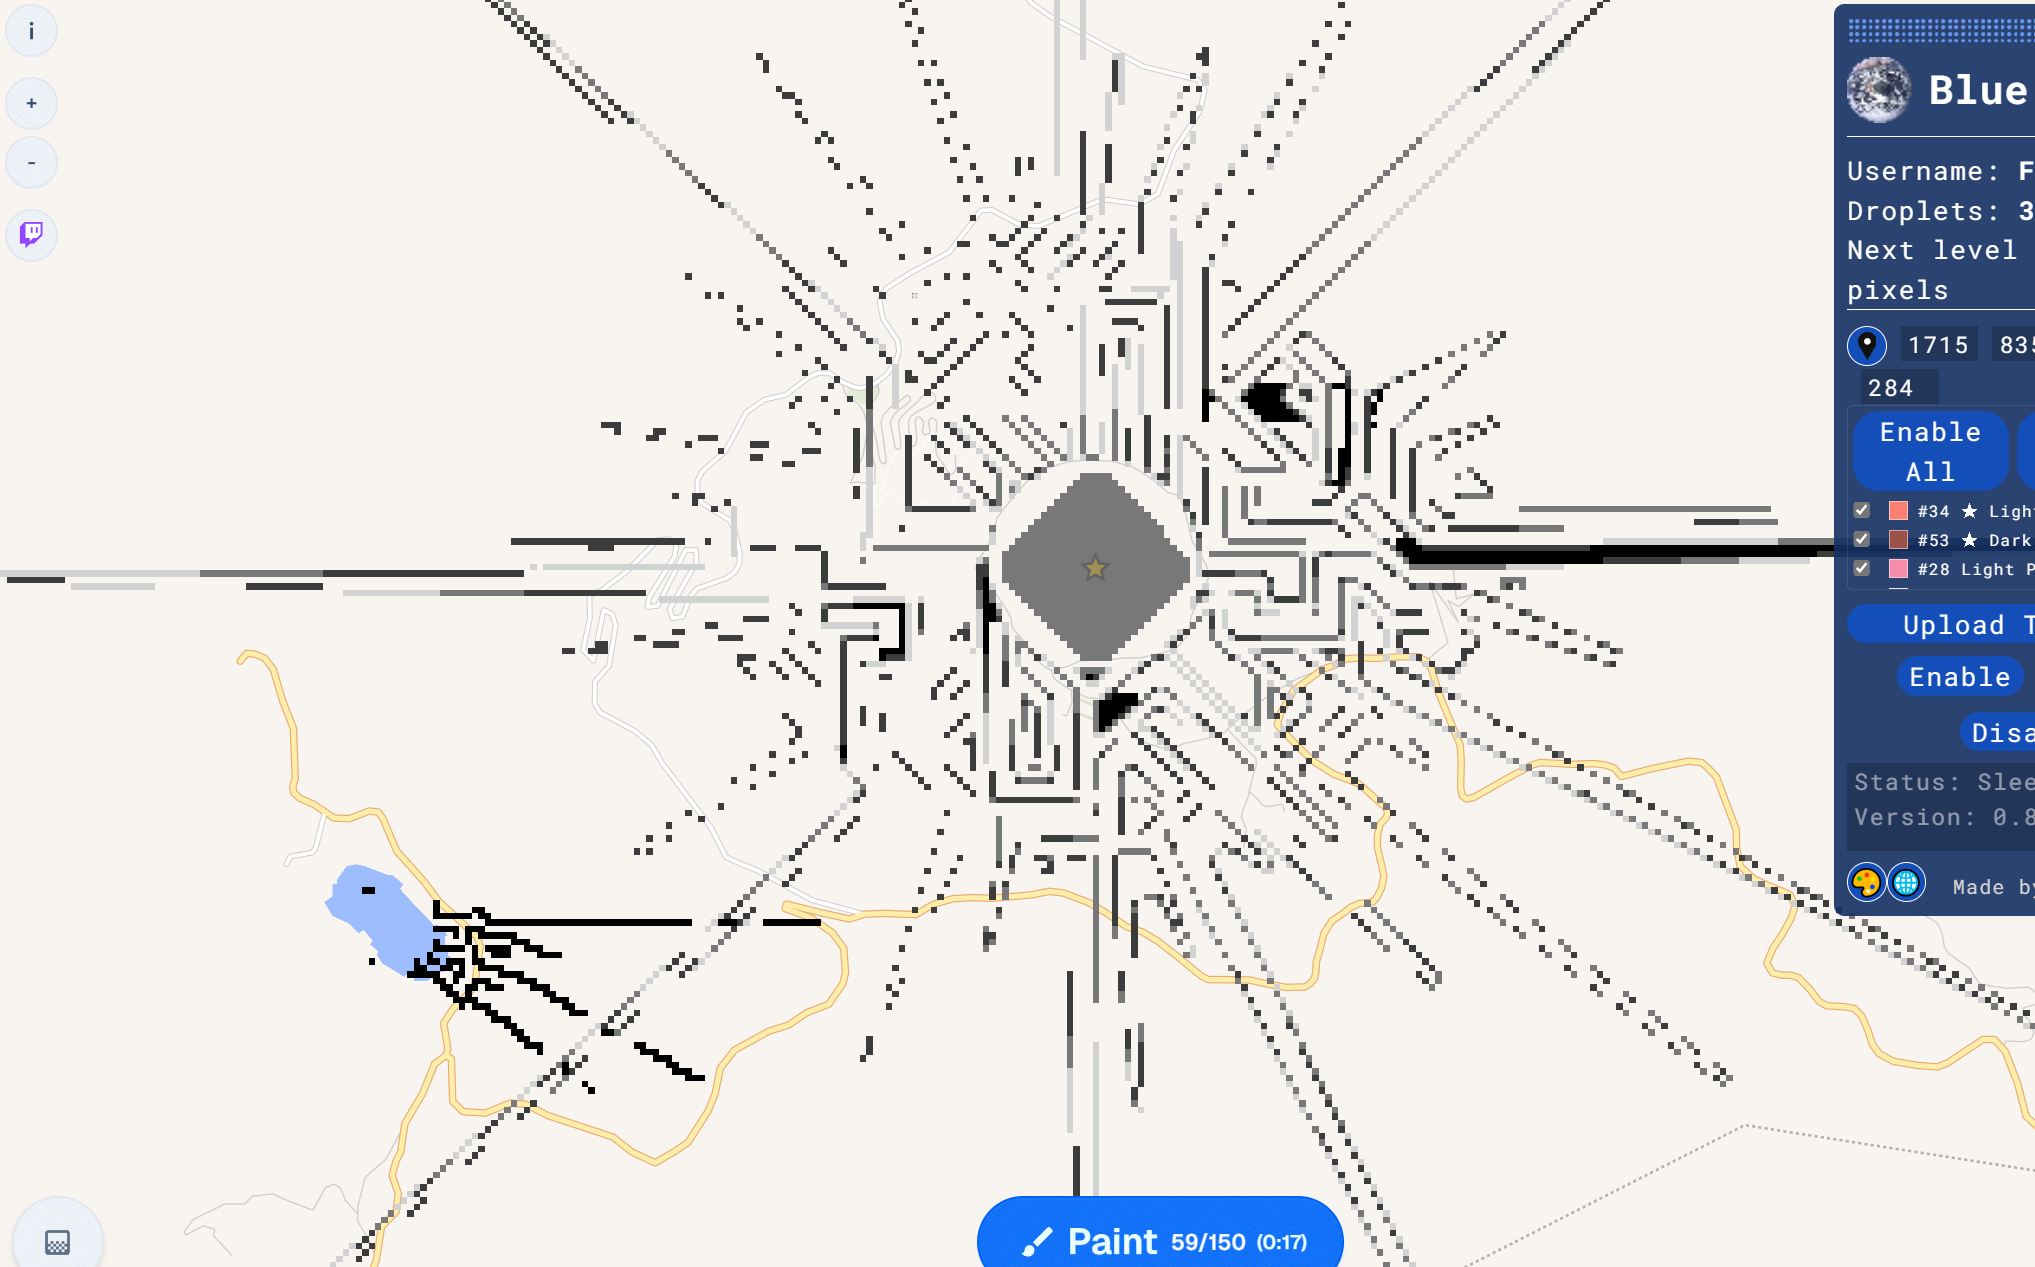 i
+
-
Blue
Username: F
Droplets: 3
Next level
pixels
1715 835
284
Enable
All
#34 ★ Ligh
#53 ★ Dark
#28 Light P
Upload T
Enable
Disa
Status: Slee
Version: 0.8
Made by
Paint 59/150 (0:17)